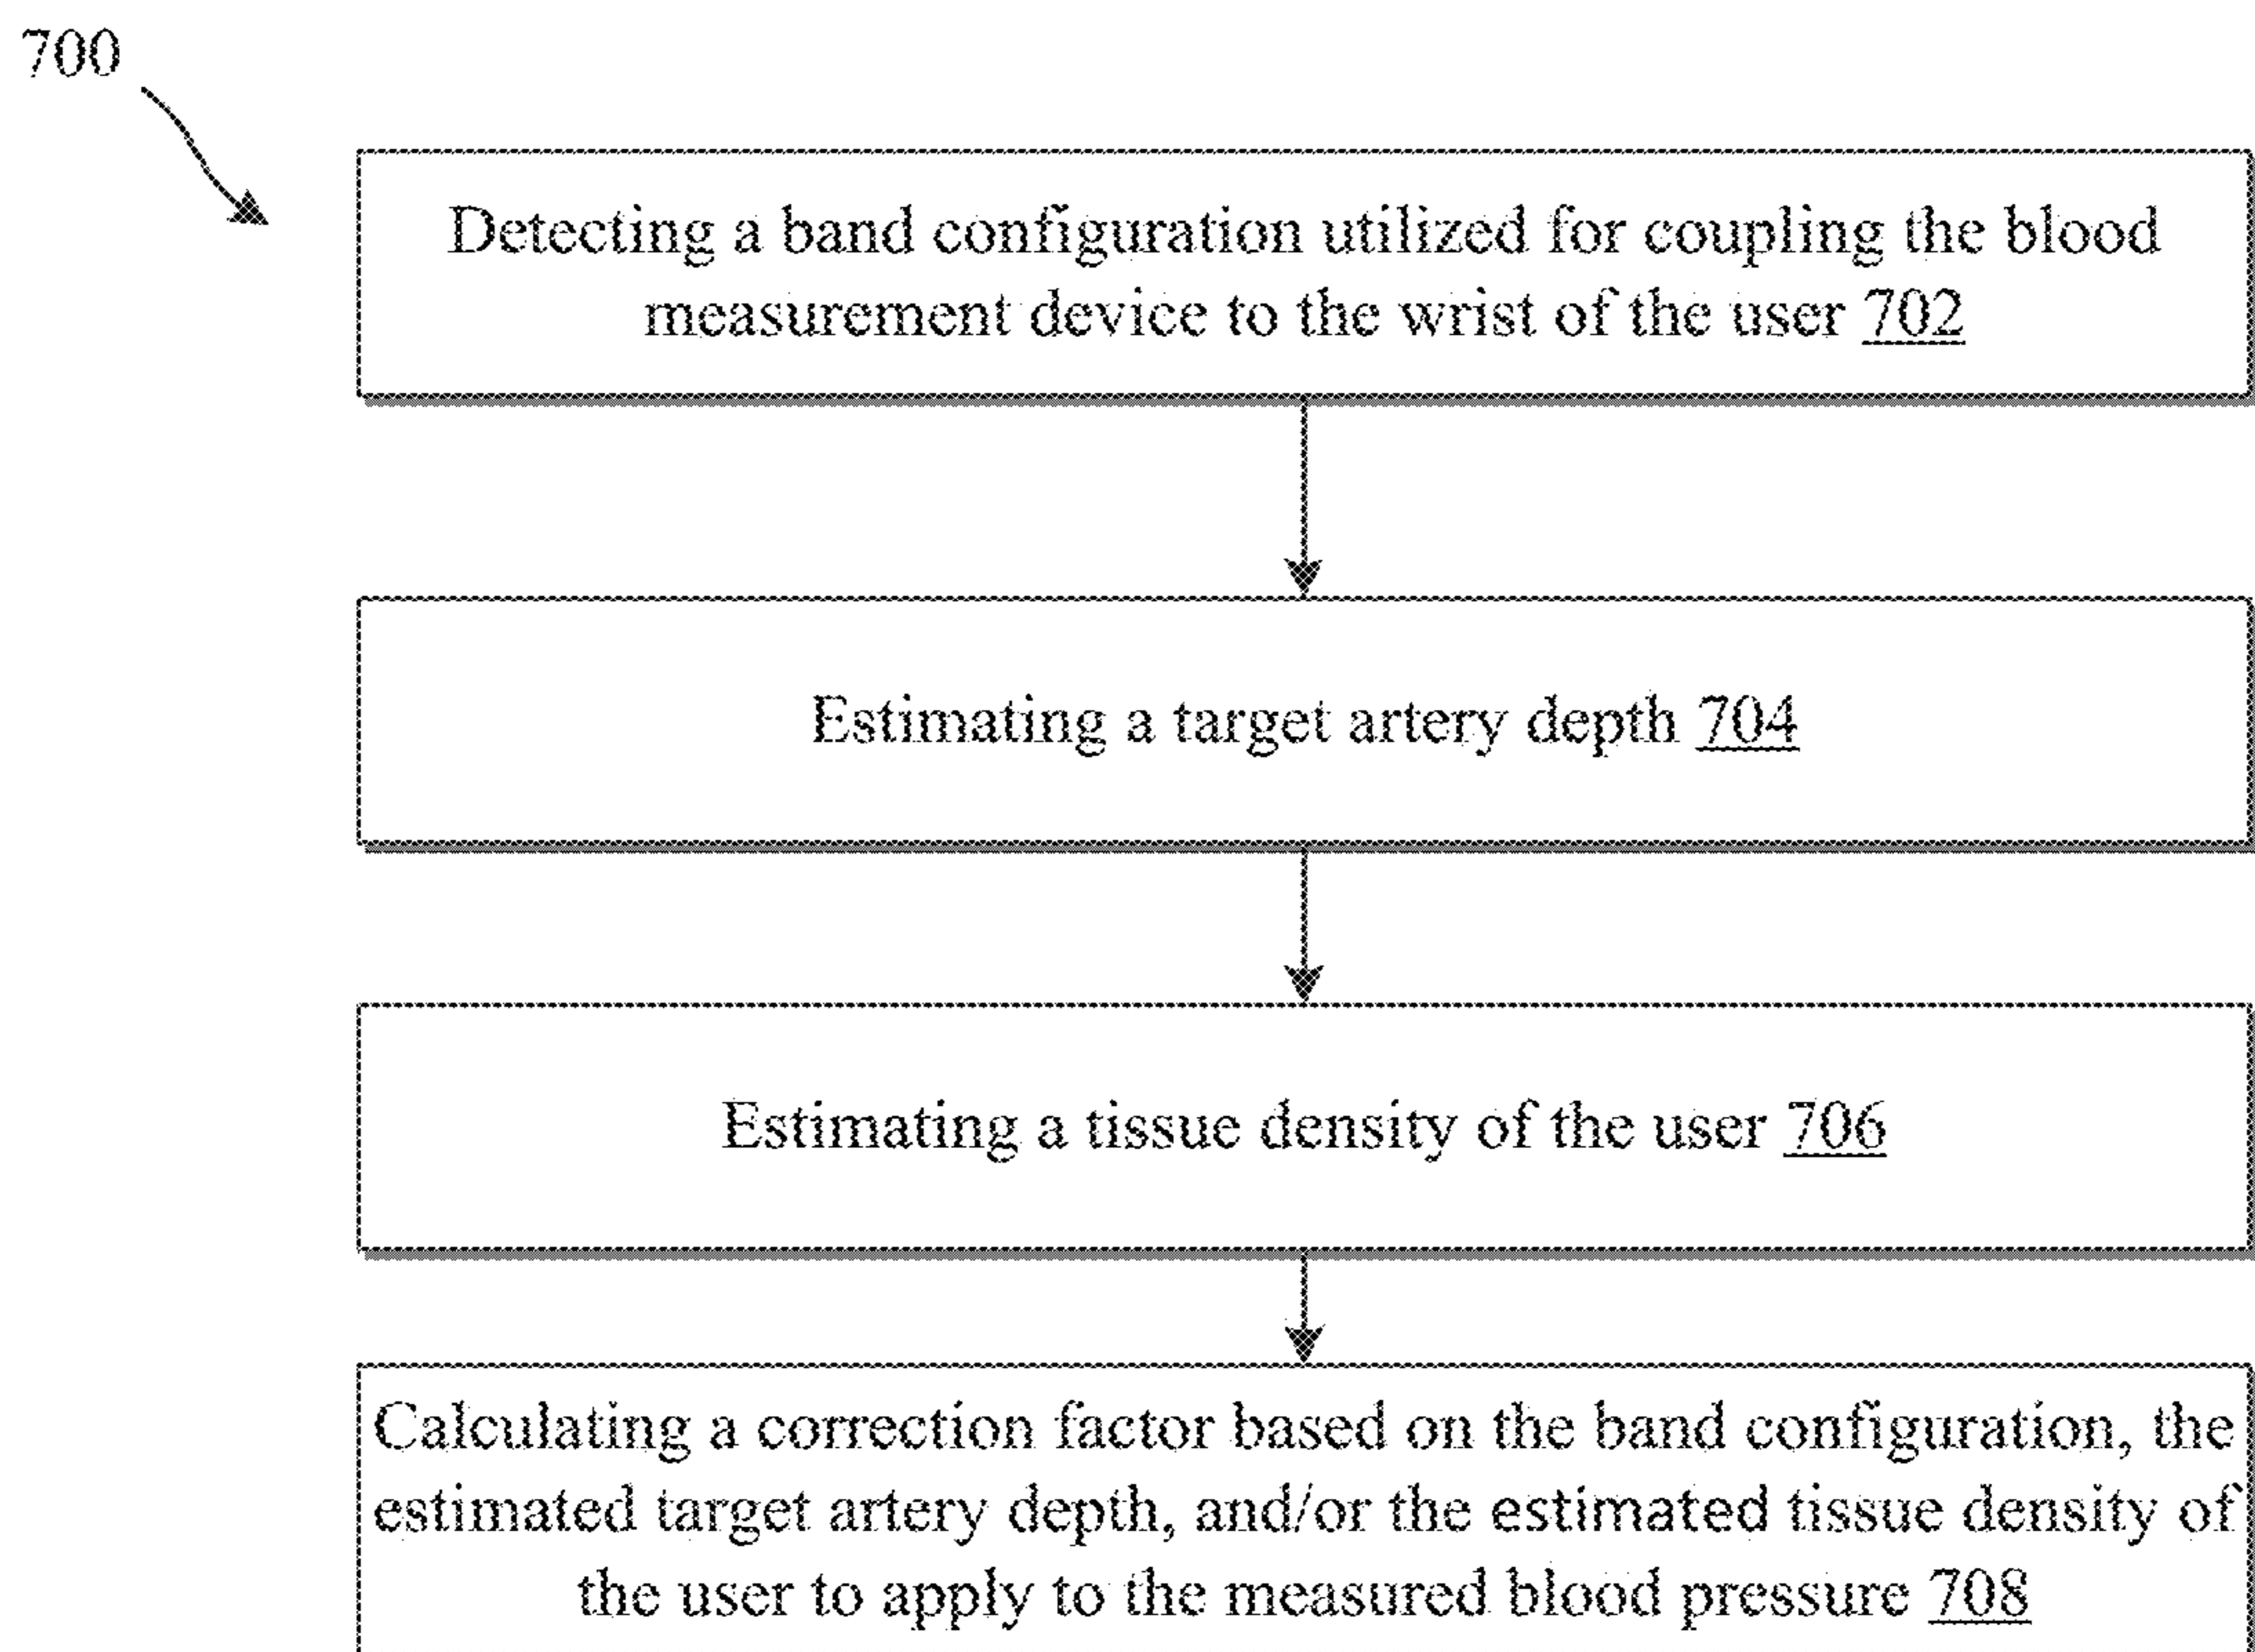 700
Detecting a band configuration utilized for coupling the blood
measurement device to the wrist of the user 702
Estimating a target artery depth 704
Estimating a tissue density of the user 706
Calculating a correction factor based on the band configuration, the
estimated target artery depth, and/or the estimated tissue density of
the user to apply to the measured blood pressure 708